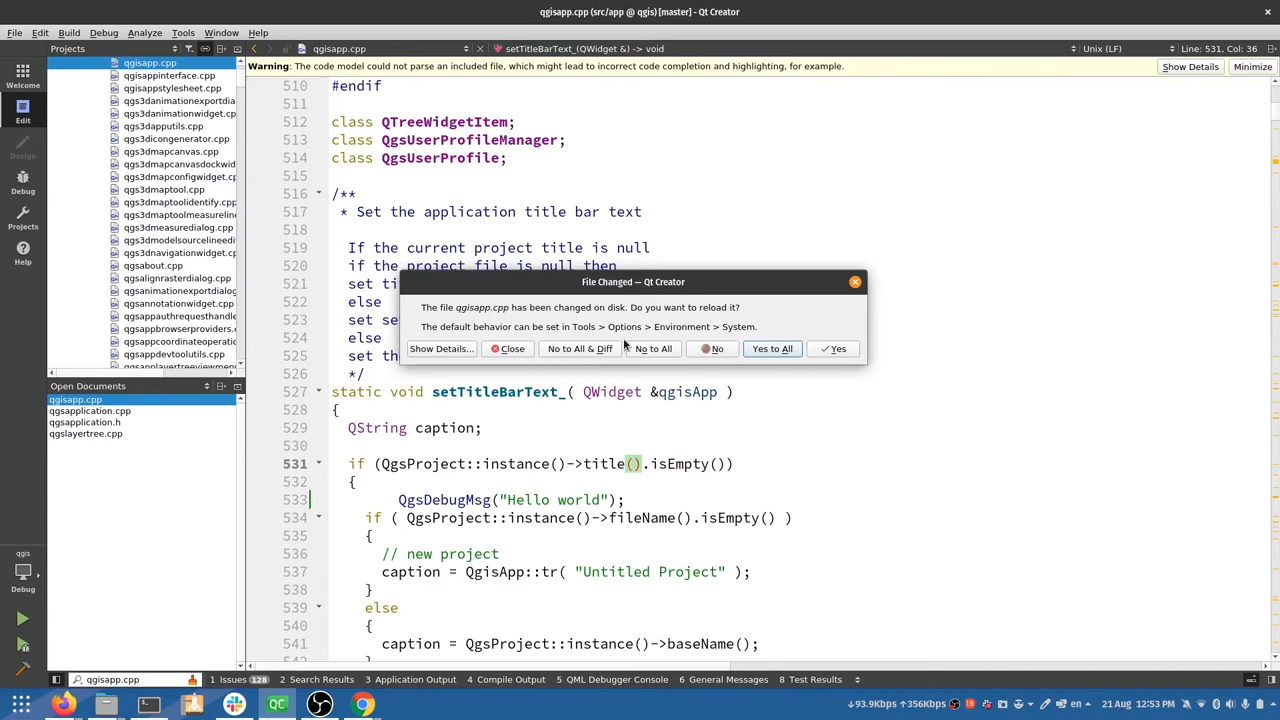 qgisapp.cpp (src/app @ qgis) [master] - Qt Creator
File Edit Build Debug Analyze Tools Window Help
Projects
qgisapp.cpp
setTitleBarText_(QWidget &) -> void
Unix (LF)
Line: 531, Col: 36
Warning: The code model could not parse an included file, which might lead to incorrect code completion and highlighting, for example.
Show Details
Minimize
Welcome
Edit
Design
Debug
Projects
Help
qgis
Debug
qgisapp.cpp
qgisappinterface.cpp
qgisappstylesheet.cpp
qgs3danimationexportdia
qgs3danimationwidget.cp
qgs3dapputils.cpp
qgs3dicongenerator.cpp
qgs3dmapcanvas.cpp
qgs3dmapcanvasdockwid
qgs3dmapconfigwidget.cp
qgs3dmaptool.cpp
qgs3dmaptoolidentify.cpp
qgs3dmaptoolmeasurelin
qgs3dmeasuredialog.cpp
qgs3dmodelsourcelineedi
qgs3dnavigationwidget.cp
qgsabout.cpp
qgsalignrasterdialog.cpp
qgsanimationexportdialog
qgsannotationwidget.cpp
qgsappauthrequesthandle
qgsappbrowserproviders.
qgsappcoordinateoperati
qgsappdevtoolutils.cpp
qgsapplayertreeviewmenu
Open Documents
qgisapp.cpp
qgsapplication.cpp
qgsapplication.h
qgslayertree.cpp
510 #endif
511
512 class QTreeWidgetItem;
513 class QgsUserProfileManager;
514 class QgsUserProfile;
515
516 /**
517 * Set the application title bar text
518
519 If the current project title is null
520 if the project file is null then
521 set ti
522 else
523 set se
524 else
525 set the
526 */
527 static void setTitleBarText_( QWidget &qgisApp )
528 {
529 QString caption;
530
531 if (QgsProject::instance()->title().isEmpty())
532 {
533 QgsDebugMsg("Hello world");
534 if ( QgsProject::instance()->fileName().isEmpty() )
535 {
536 // new project
537 caption = QgisApp::tr( "Untitled Project" );
538 }
539 else
540 {
541 caption = QgsProject::instance()->baseName();
542 }
File Changed — Qt Creator
The file qgisapp.cpp has been changed on disk. Do you want to reload it?
The default behavior can be set in Tools > Options > Environment > System.
Show Details... Close No to All & Diff No to All No Yes to All Yes
qgisapp.cpp
1 Issues 128 2 Search Results 3 Application Output 4 Compile Output 5 QML Debugger Console 6 General Messages 8 Test Results
QC
↓93.9Kbps↑356Kbps 18 en 21 Aug 12:53 PM